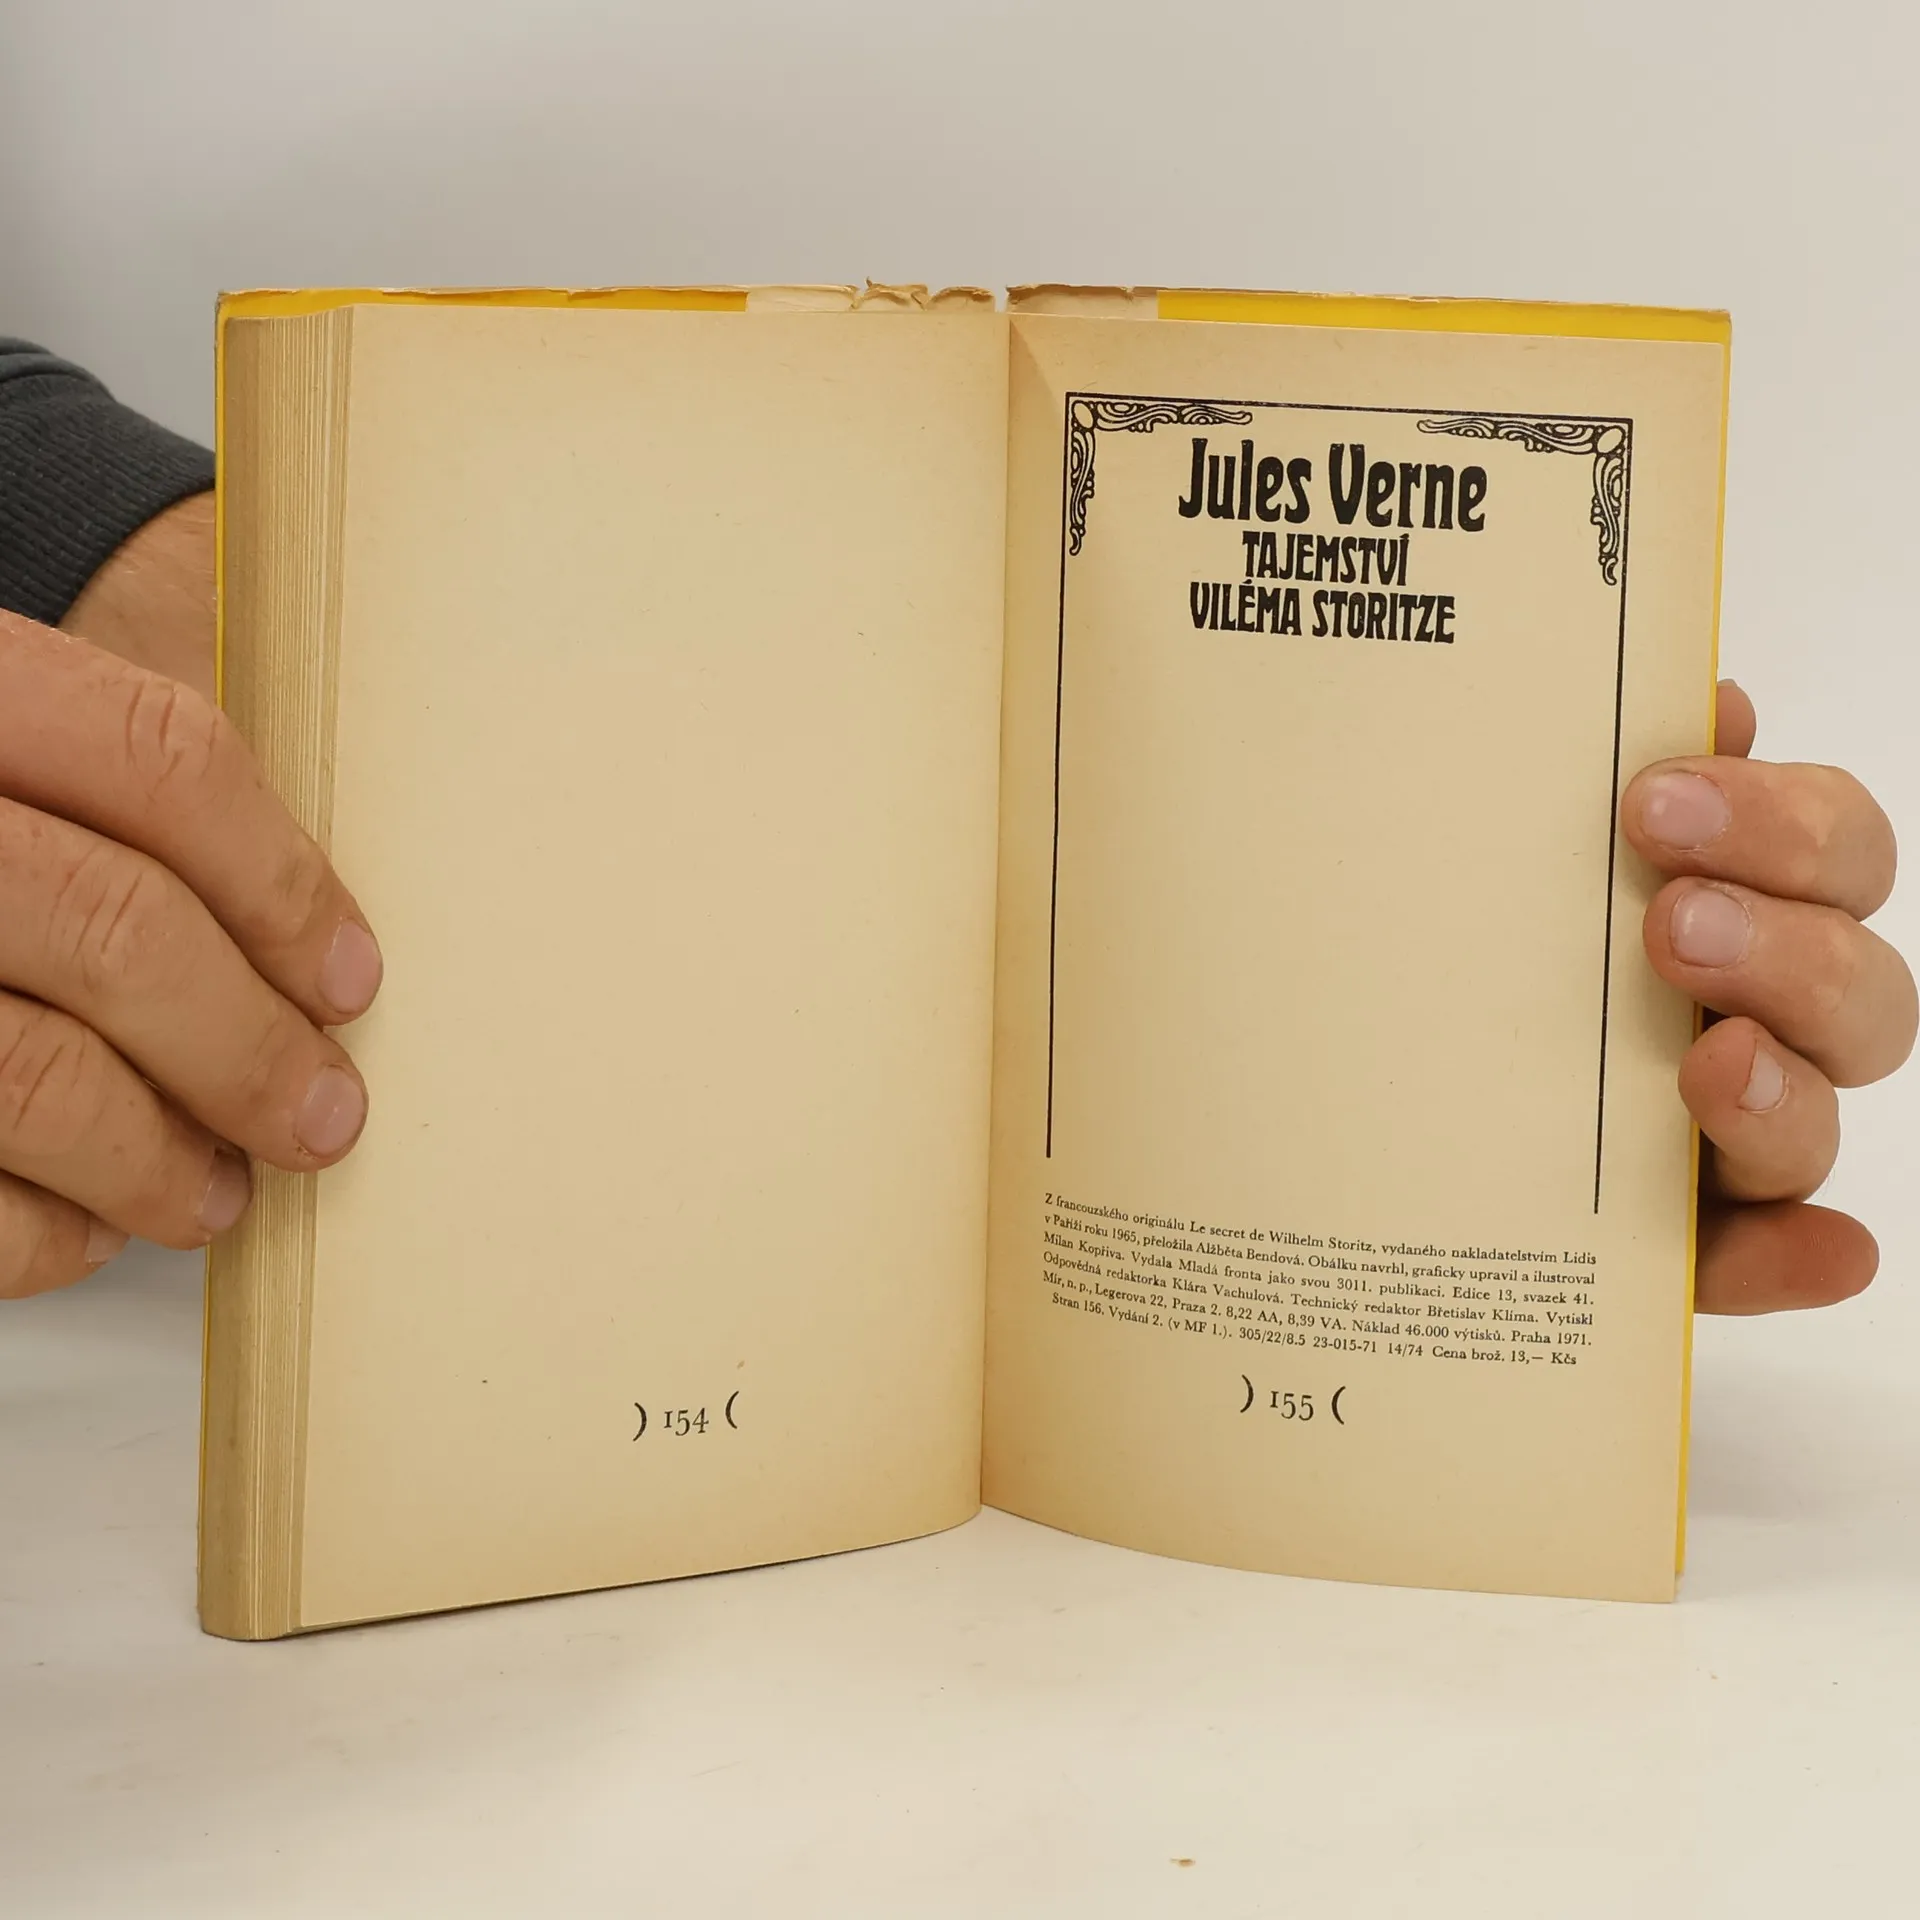 ) 154 (
Jules Verne
TAJEMSTVÍ
VILÉMA STORITZE
Z francouzského originálu Le secret de Wilhelm Storitz, vydaného nakladatelstvím Lidis
v Paříži roku 1965, přeložila Alžběta Bendová. Obálku navrhl, graficky upravil a ilustroval
Milan Kopřiva. Vydala Mladá fronta jako svou 3011. publikaci. Edice 13, svazek 41.
Odpovědná redaktorka Klára Vachulová. Technický redaktor Břetislav Klíma. Vytiskl
Mír, n. p., Legerova 22, Praza 2. 8,22 AA, 8,39 VA. Náklad 46.000 výtisků. Praha 1971.
Stran 156. Vydání 2. (v MF 1.). 305/22/8.5 23-015-71 14/74 Cena brož. 13,— Kčs
) 155 (